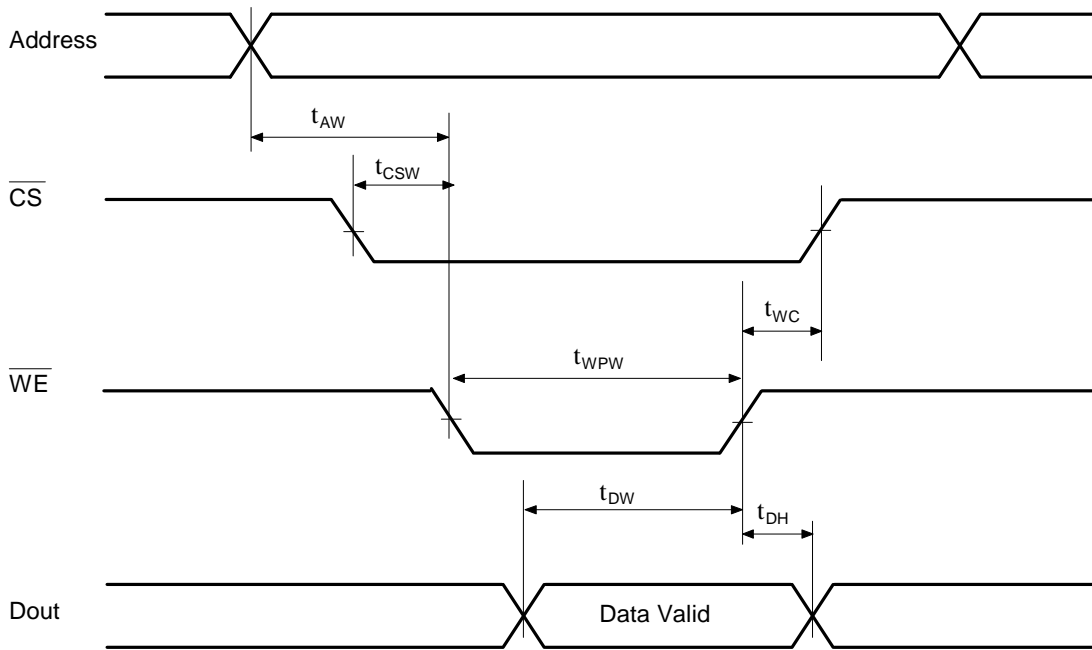 Address
tAW
tCSW
CS
tWC
tWPW
WE
tDW
tDH
Dout
Data Valid